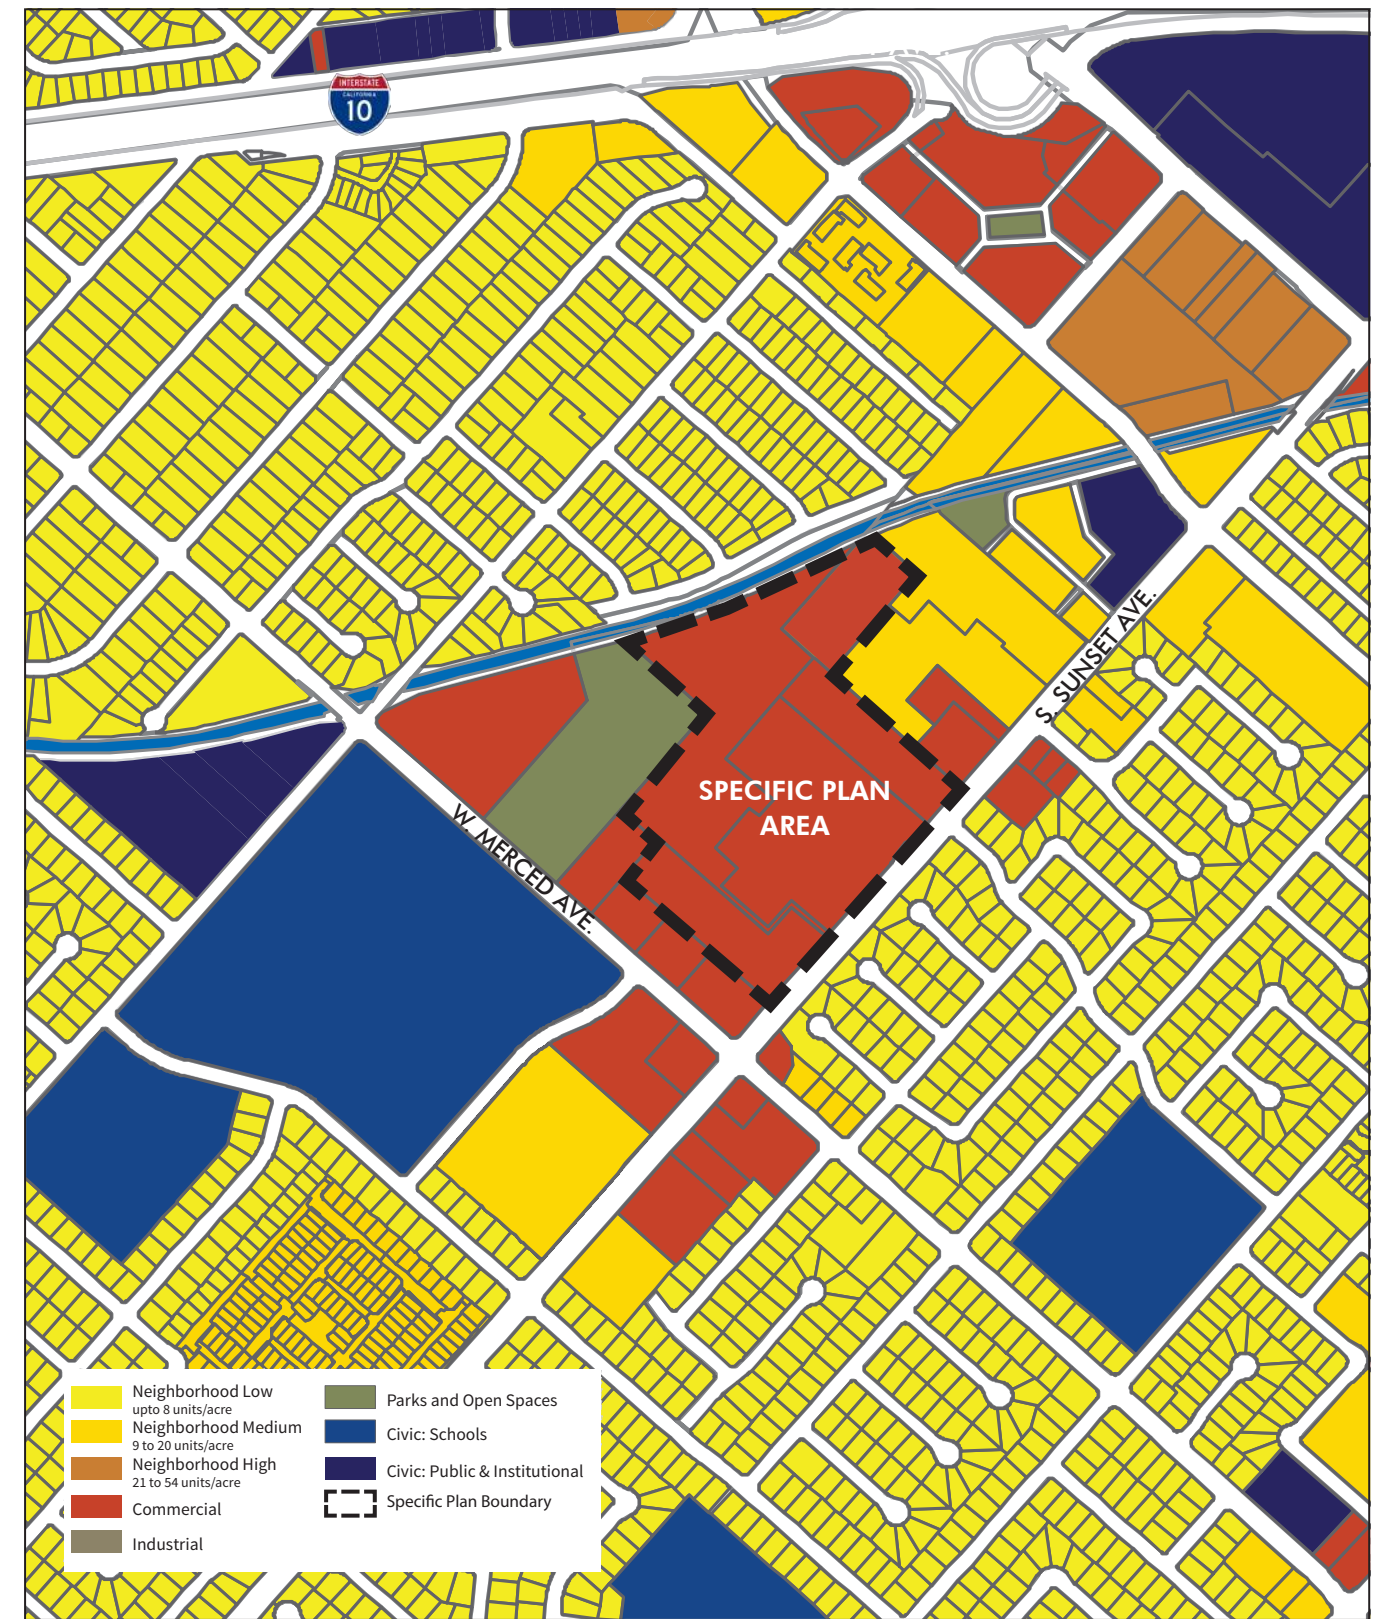 INTERSTATE
CALIFORNIA
10
S. SUNSET AVE.
SPECIFIC PLAN
AREA
W. MERCED AVE.
Neighborhood Low
upto 8 units/acre
Neighborhood Medium
9 to 20 units/acre
Neighborhood High
21 to 54 units/acre
Commercial
Industrial
Parks and Open Spaces
Civic: Schools
Civic: Public & Institutional
Specific Plan Boundary